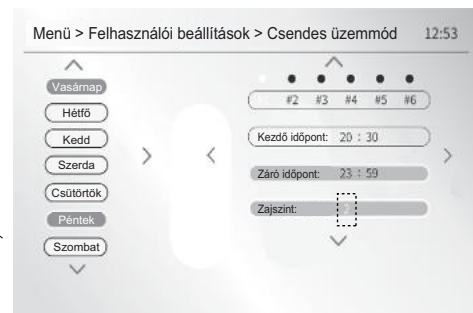 Menü > Felhasználói beállítások > Csendes üzemmód 12:53
Vasárnap
Hétfő
Kedd
Szerda
Csütörtök
Péntek
Szombat
#2 #3 #4 #5 #6
Kezdő időpont: 20 : 30
Záró időpont: 23 : 59
Zajszint: